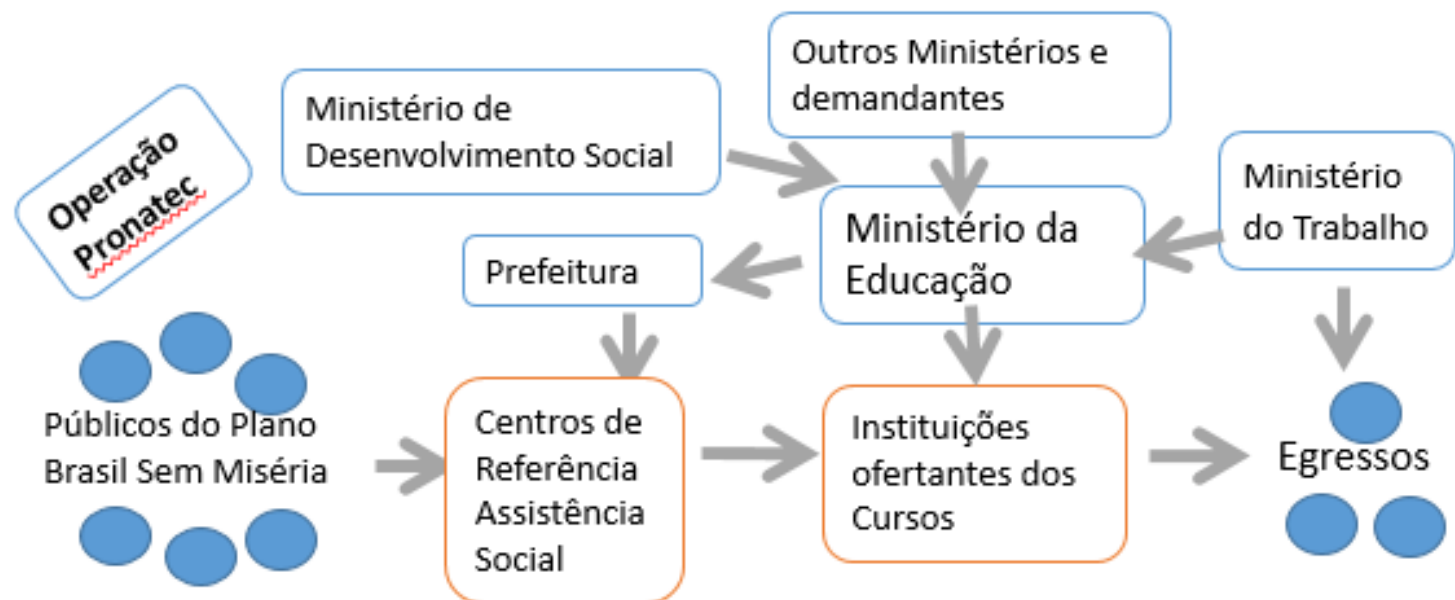 Operação
Pronatec
Ministério de
Desenvolvimento Social
Outros Ministérios e
demandantes
Ministério
do Trabalho
Ministério da
Educação
Prefeitura
Públicos do Plano
Brasil Sem Miséria
Centros de
Referência
Assistência
Social
Instituições
ofertantes dos
Cursos
Egressos